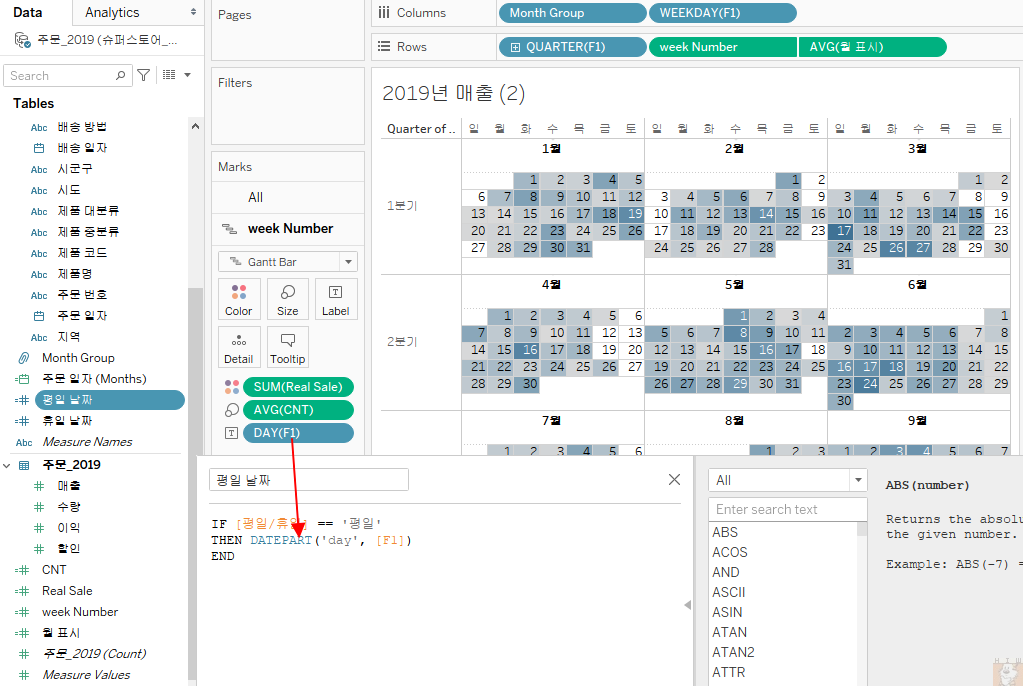 Data
Analytics
주문_2019 (슈퍼스토어_...
Search
Tables
Abc 배송 방법
배송 일자
Abc 시군구
Abc 시도
Abc 제품 대분류
Abc 제품 중분류
Abc 제품 코드
Abc 제품명
Abc 주문 번호
주문 일자
Abc 지역
Month Group
주문 일자 (Months)
평일 날짜
휴일 날짜
Abc Measure Names
주문_2019
매출
수량
이익
할인
CNT
Real Sale
week Number
월 표시
주문_2019 (Count)
Measure Values
Pages
Filters
Marks
All
week Number
Gantt Bar
Color Size Label
Detail Tooltip
SUM(Real Sale)
AVG(CNT)
DAY(F1)
Columns Month Group WEEKDAY(F1)
Rows QUARTER(F1) week Number AVG(월 표시)
2019년 매출 (2)
Quarter of .. 일 월 화 수 목 금 토 일 월 화 수 목 금 토 일 월 화 수 목 금 토
1분기
1월
1 2 3 4 5
6 7 8 9 10 11 12
13 14 15 16 17 18 19
20 21 22 23 24 25 26
27 28 29 30 31
2월
1 2
3 4 5 6 7 8 9
10 11 12 13 14 15 16
17 18 19 20 21 22 23
24 25 26 27 28
3월
1 2
3 4 5 6 7 8 9
10 11 12 13 14 15 16
17 18 19 20 21 22 23
24 25 26 27 28 29 30
31
2분기
4월
1 2 3 4 5 6
7 8 9 10 11 12 13
14 15 16 17 18 19 20
21 22 23 24 25 26 27
28 29 30
5월
1 2 3 4
5 6 7 8 9 10 11
12 13 14 15 16 17 18
19 20 21 22 23 24 25
26 27 28 29 30 31
6월
1
2 3 4 5 6 7 8
9 10 11 12 13 14 15
16 17 18 19 20 21 22
23 24 25 26 27 28 29
30
7월
1 2 3 4 5 6
8월
1 2 3
9월
1 2 3 4 5 6 7
평일 날짜
IF [평일/휴일] == '평일'
THEN DATEPART('day', [F1])
END
All
Enter search text
ABS
ACOS
AND
ASCII
ASIN
ATAN
ATAN2
ATTR
ABS(number)
Returns the absolu
the given number.
Example: ABS(-7) =